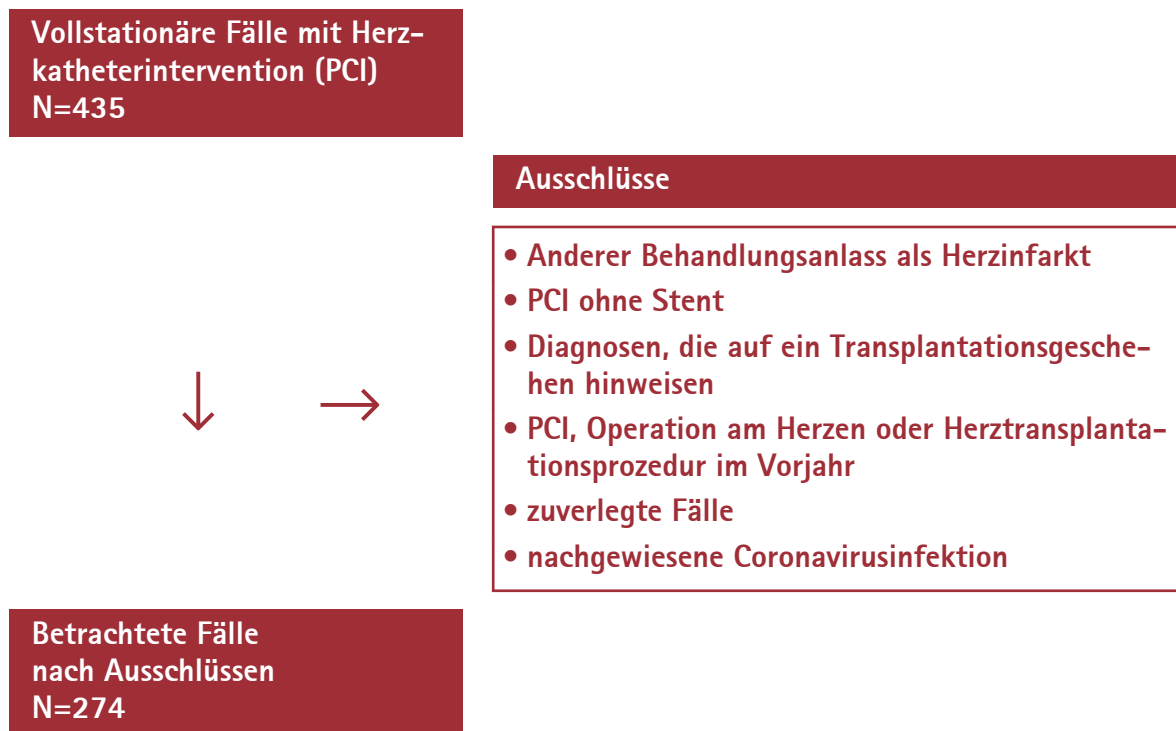 Vollstationäre Fälle mit Herz-
katheterintervention (PCI)
N=435
Ausschlüsse
• Anderer Behandlungsanlass als Herzinfarkt
• PCI ohne Stent
• Diagnosen, die auf ein Transplantationsgesche-
hen hinweisen
• PCI, Operation am Herzen oder Herztransplanta-
tionsprozedur im Vorjahr
• zuverlegte Fälle
• nachgewiesene Coronavirusinfektion
Betrachtete Fälle
nach Ausschlüssen
N=274